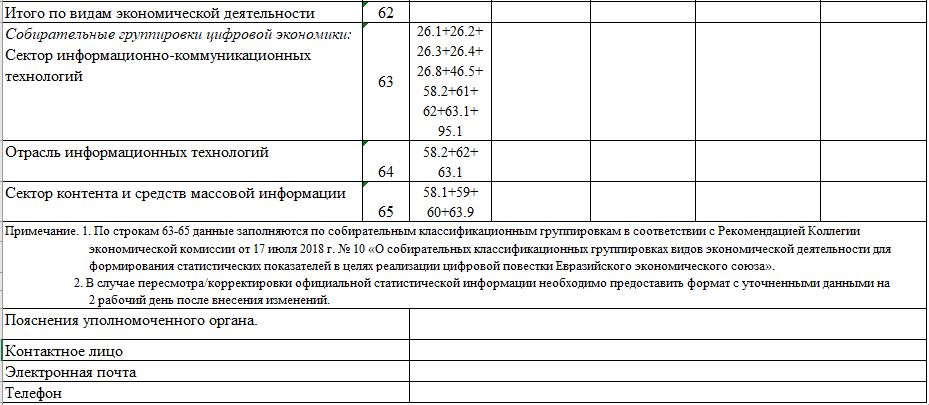 Итого по видам экономической деятельности 62
Собирательные группировки цифровой экономики:
Сектор информационно-коммуникационных
технологий
63
26.1+26.2+
26.3+26.4+
26.8+46.5+
58.2+61+
62+63.1+
95.1
Отрасль информационных технологий
64
58.2+62+
63.1
Сектор контента и средств массовой информации
65
58.1+59+
60+63.9
Примечание. 1. По строкам 63-65 данные заполняются по собирательным классификационным группировкам в соответствии с Рекомендацией Коллегии
экономической комиссии от 17 июля 2018 г. № 10 «О собирательных классификационных группировках видов экономической деятельности для
формирования статистических показателей в целях реализации цифровой повестки Евразийского экономического союза».
2. В случае пересмотра/корректировки официальной статистической информации необходимо предоставить формат с уточненными данными на
2 рабочий день после внесения изменений.
Пояснения уполномоченного органа.
Контактное лицо
Электронная почта
Телефон